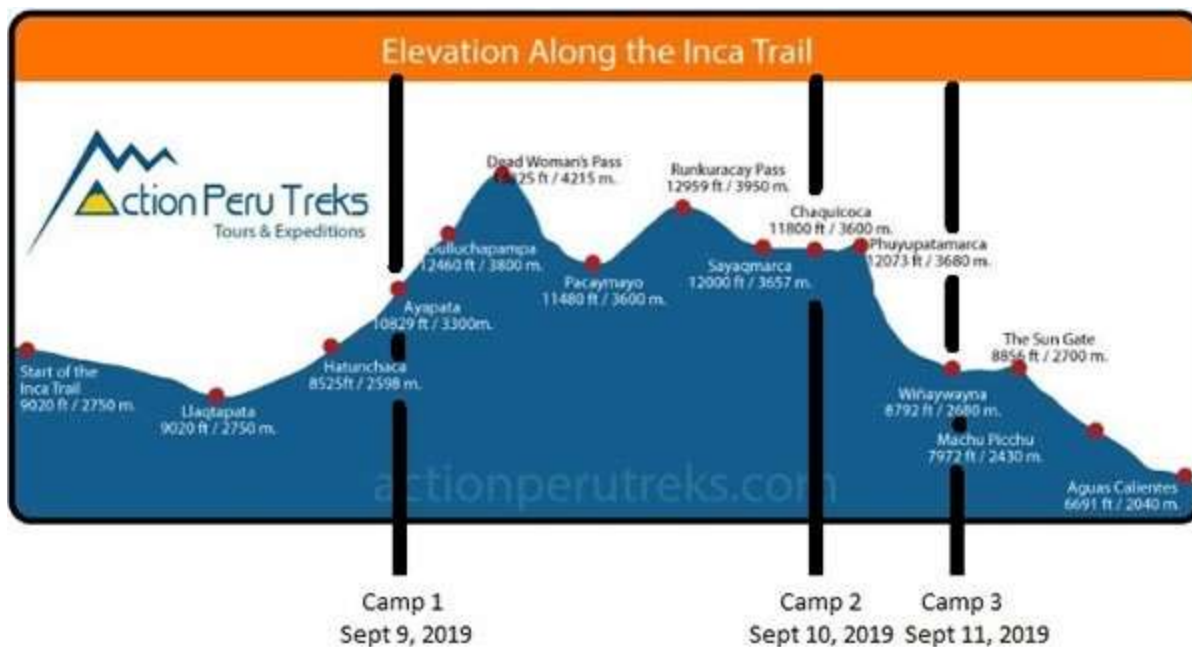 Elevation Along the Inca Trail
Action Peru Treks
Tours & Expeditions
Start of the
Inca Trail
9020 ft / 2750 m.
Llaqtapata
9020 ft / 2750 m.
Hatunchaca
8525ft / 2598 m.
Ayapata
10829 ft / 3300m.
12460 ft / 3800 m.
Dead Woman's Pass
ft / 4215 m.
Pacaymayo
11480 ft / 3600 m.
Runkuracay Pass
12959 ft / 3950 m.
Sayaqmarca
12000 ft / 3657 m.
Chaquicoca
11800 ft / 3600 m.
Phuyupatamarca
12073 ft / 3680 m.
Wiñaywayna
8792 ft / 2680 m.
The Sun Gate
8856 ft / 2700 m.
Machu Picchu
7972 ft / 2430 m.
Aguas Calientes
6691 ft / 2040 m.
actionperutreks.com
Camp 1
Sept 9, 2019
Camp 2
Sept 10, 2019
Camp 3
Sept 11, 2019